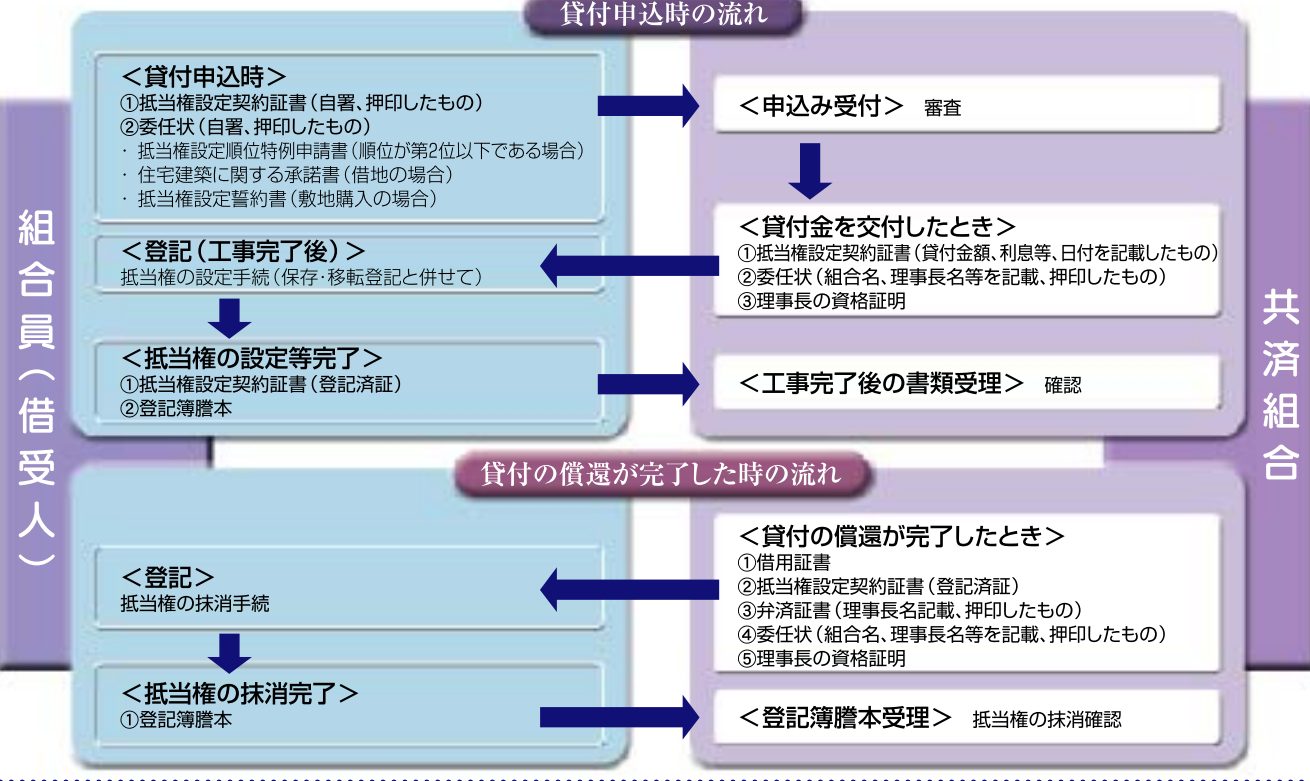 貸付申込時の流れ
組合員（借受人）
共済組合
＜貸付申込時＞
①抵当権設定契約証書（自署、押印したもの）
②委任状（自署、押印したもの）
・ 抵当権設定順位特例申請書（順位が第2位以下である場合）
・ 住宅建築に関する承諾書（借地の場合）
・ 抵当権設定誓約書（敷地購入の場合）
＜申込み受付＞ 審査
＜貸付金を交付したとき＞
①抵当権設定契約証書（貸付金額、利息等、日付を記載したもの）
②委任状（組合名、理事長名等を記載、押印したもの）
③理事長の資格証明
＜登記（工事完了後）＞
抵当権の設定手続（保存・移転登記と併せて）
＜抵当権の設定等完了＞
①抵当権設定契約証書（登記済証）
②登記簿謄本
＜工事完了後の書類受理＞ 確認
貸付の償還が完了した時の流れ
＜貸付の償還が完了したとき＞
①借用証書
②抵当権設定契約証書（登記済証）
③弁済証書（理事長名記載、押印したもの）
④委任状（組合名、理事長名等を記載、押印したもの）
⑤理事長の資格証明
＜登記＞
抵当権の抹消手続
＜抵当権の抹消完了＞
①登記簿謄本
＜登記簿謄本受理＞ 抵当権の抹消確認